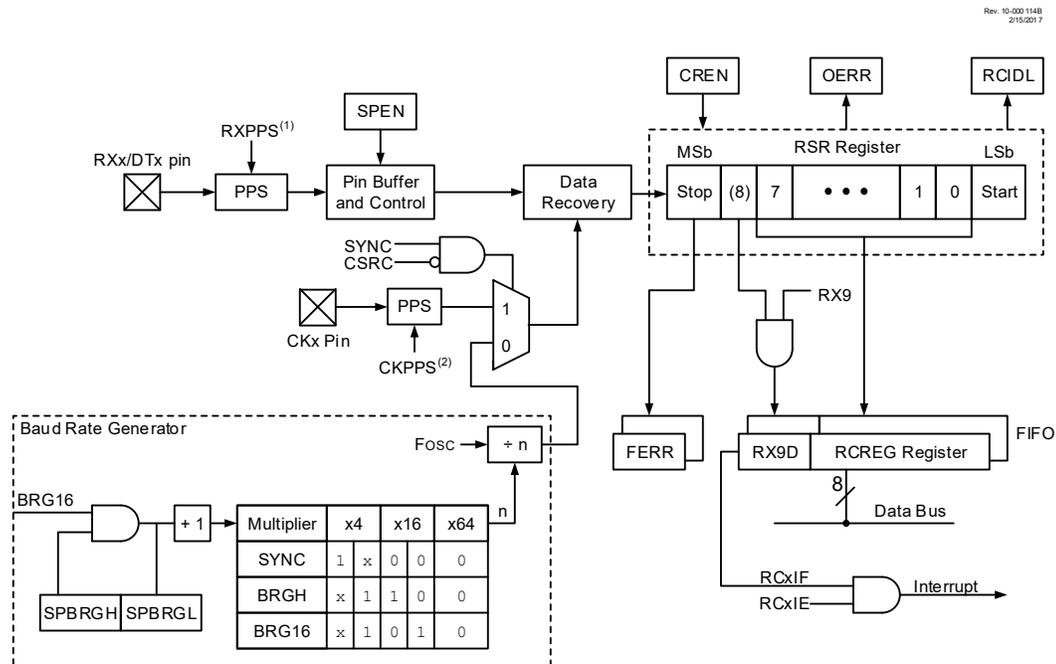 Rev. 10-000 114B
2/15/2017
CREN
OERR
RCIDL
SPEN
RXPPS(1)
RXx/DTx pin
PPS
Pin Buffer
and Control
Data
Recovery
MSb
RSR Register
LSb
Stop
(8)
7
• • •
1
0
Start
SYNC
CSRC
PPS
CKx Pin
CKPPS(2)
1
0
RX9
Baud Rate Generator
Fosc
÷ n
FERR
RX9D
RCREG Register
FIFO
8
Data Bus
BRG16
+ 1
n
Multiplier x4 x16 x64
SYNC 1 x 0 0 0
BRGH x 1 1 0 0
BRG16 x 1 0 1 0
SPBRGH SPBRGL
RCxIF
RCxIE
Interrupt